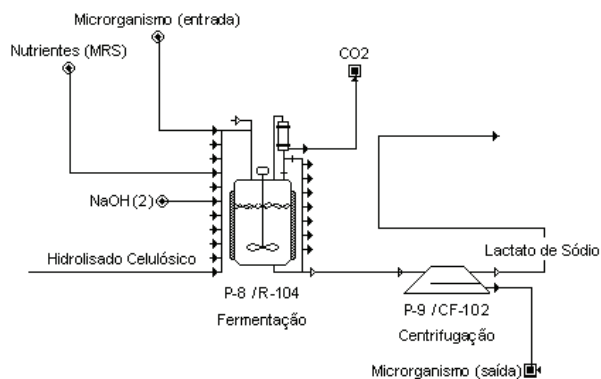 Microrganismo (entrada)
Nutrientes (MRS)
CO2
NaOH (2)
Hidrolisado Celulósico
Lactato de Sódio
P-8 / R-104
Fermentação
P-9 / CF-102
Centrifugação
Microrganismo (saída)